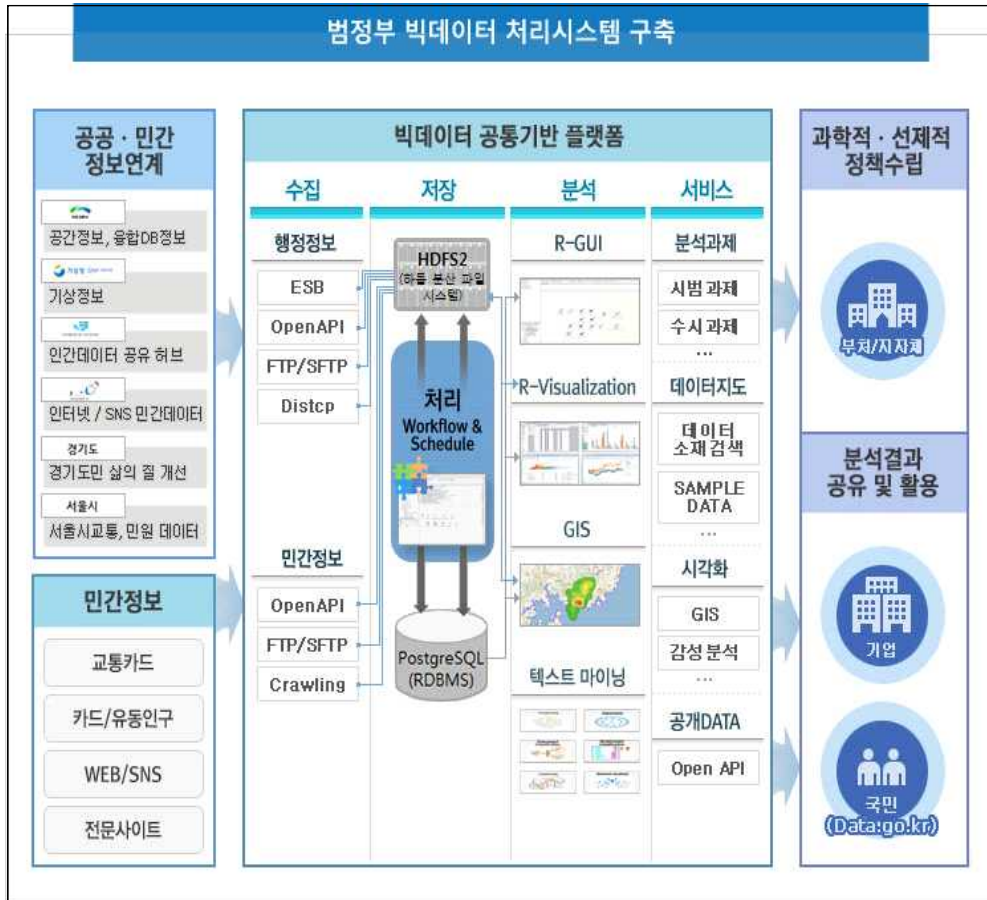 범정부 빅데이터 처리시스템 구축
공공 · 민간
정보연계
공간정보, 융합DB정보
기상청
기상정보
인간데이터 공유 허브
인터넷 / SNS 민간데이터
경기도
경기도민 삶의 질 개선
서울시
서울시교통, 민원 데이터
민간정보
교통카드
카드/유동인구
WEB/SNS
전문사이트
빅데이터 공통기반 플랫폼
수집
행정정보
ESB
OpenAPI
FTP/SFTP
Distcp
민간정보
OpenAPI
FTP/SFTP
Crawling
저장
HDFS2
(하둡 분산 파일
시스템)
처리
Workflow &
Schedule
PostgreSQL
(RDBMS)
분석
R-GUI
R-Visualization
GIS
텍스트 마이닝
서비스
분석과제
시범 과제
수시 과제
...
데이터지도
데이터
소재 검색
SAMPLE
DATA
...
시각화
GIS
감성 분석
...
공개DATA
Open API
과학적 · 선제적
정책수립
부처/지자체
분석결과
공유 및 활용
기업
국민
(Data.go.kr)